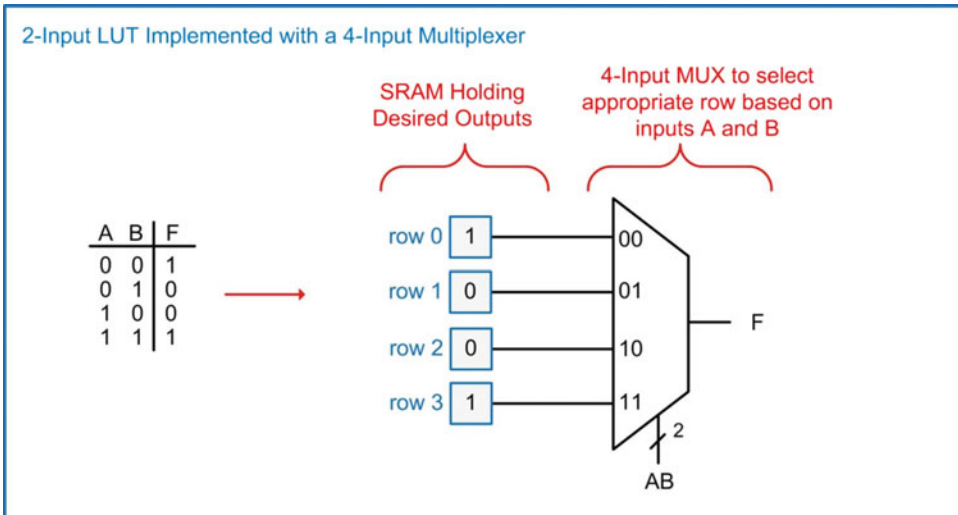 2-Input LUT Implemented with a 4-Input Multiplexer
SRAM Holding
Desired Outputs
4-Input MUX to select
appropriate row based on
inputs A and B
A B F
0 0 1
0 1 0
1 0 0
1 1 1
row 0 1 00
row 1 0 01
row 2 0 10
row 3 1 11
F
2
AB